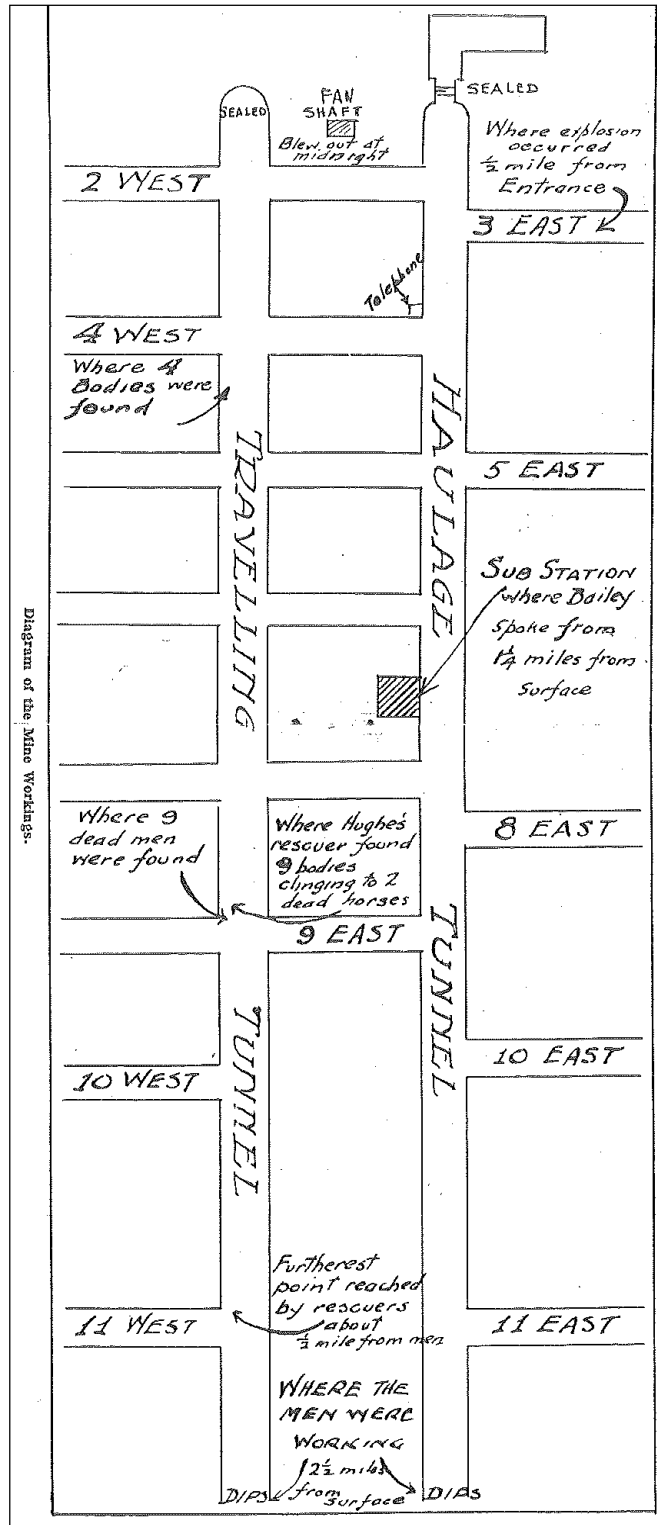 SEALED
FAN
SHAFT
Blew out at
midnight
SEALED
Where explosion
occurred
½ mile from
Entrance
2 WEST
3 EAST
Telephone
4 WEST
Where 4
Bodies were
found
5 EAST
TRAVELLING
HAULAGE
SUB STATION
where Bailey
spoke from
1¼ miles from
surface
Where 9
dead men
were found
Where Hughes'
rescuer found
9 bodies
clinging to 2
dead horses
8 EAST
9 EAST
TUNNEL
TUNNEL
10 WEST
10 EAST
Furtherest
point reached
by rescuers
about
½ mile from men
11 WEST
11 EAST
WHERE THE
MEN WERE
WORKING
2½ miles
from surface
DIPS
DIPS
Diagram of the Mine Workings.